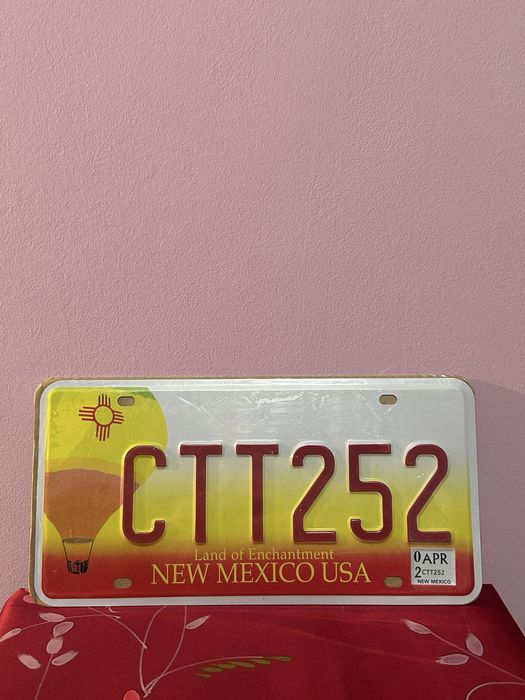 CTT252
Land of Enchantment
NEW MEXICO USA
0 APR
2 CTT252
NEW MEXICO